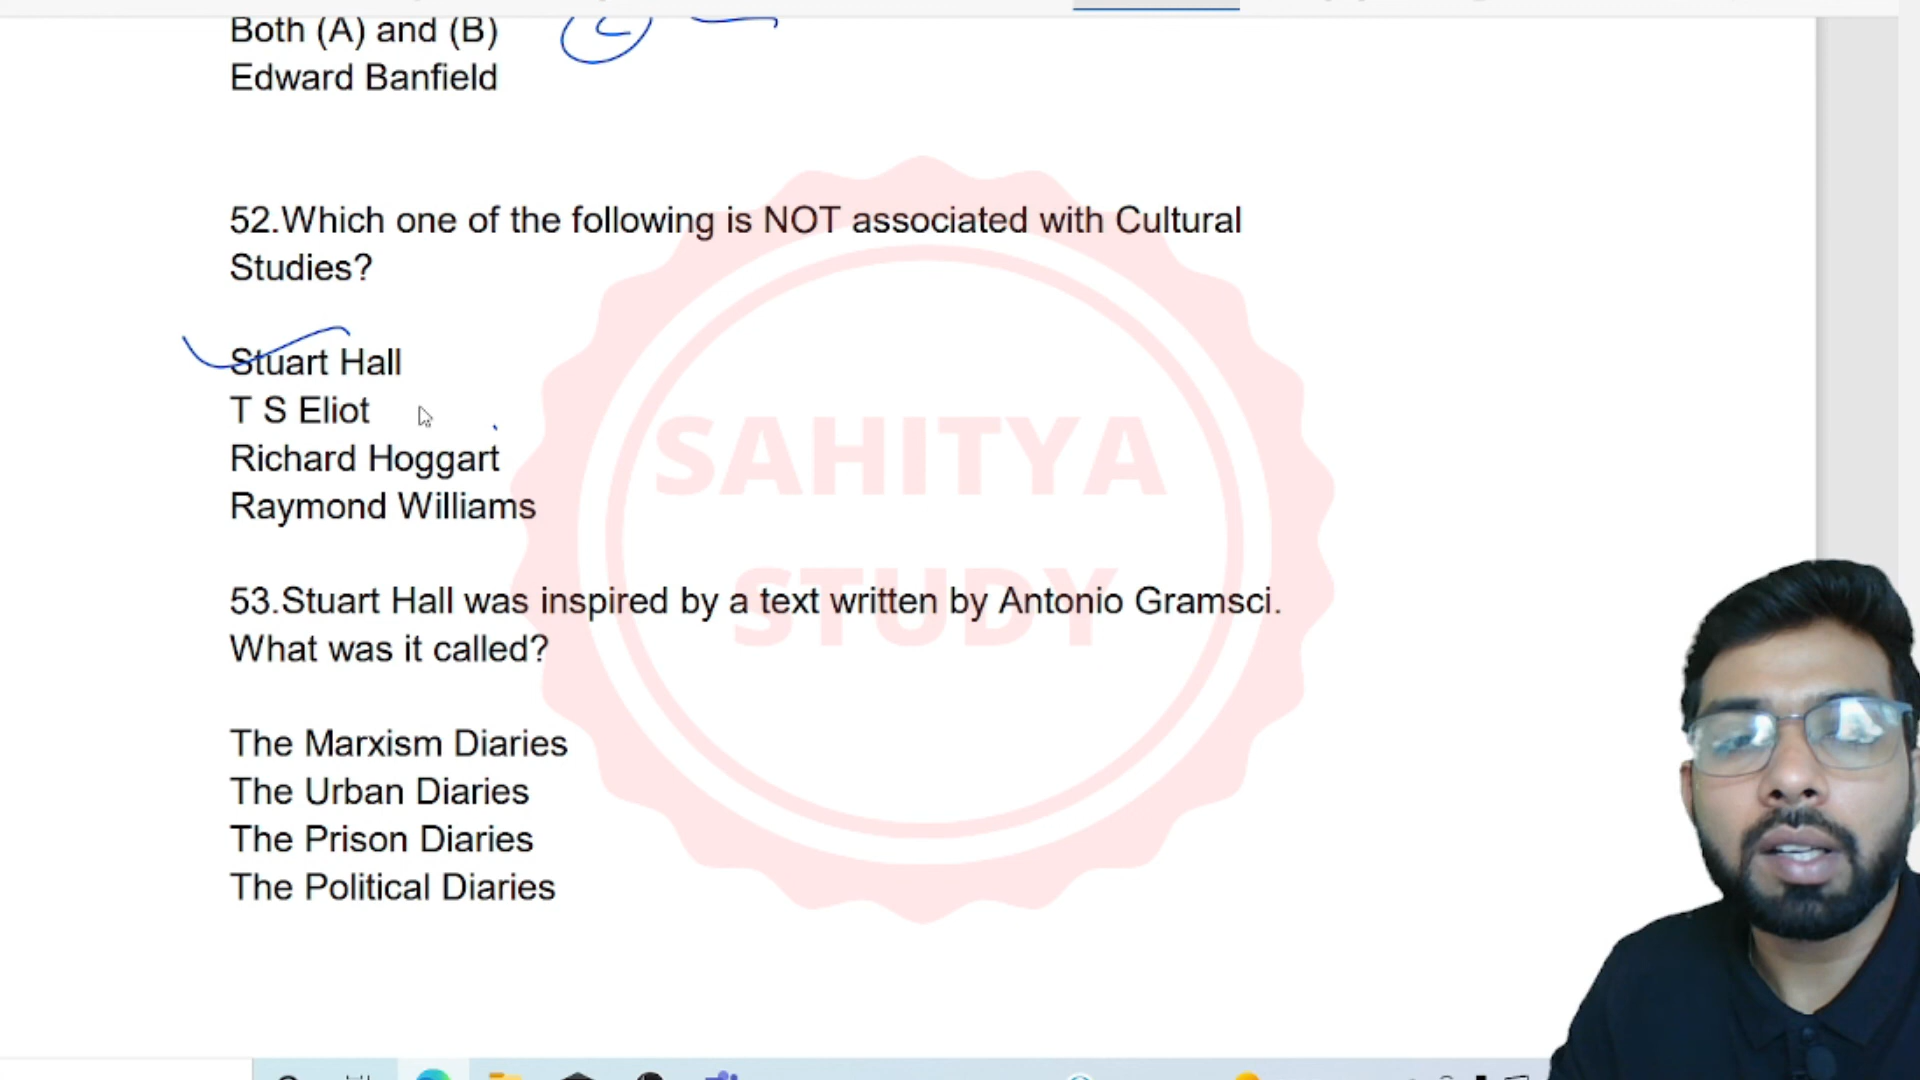 Both (A) and (B)
Edward Banfield
52.Which one of the following is NOT associated with Cultural
Studies?
Stuart Hall
T S Eliot
Richard Hoggart
Raymond Williams
SAHITYA
STUDY
53.Stuart Hall was inspired by a text written by Antonio Gramsci.
What was it called?
The Marxism Diaries
The Urban Diaries
The Prison Diaries
The Political Diaries